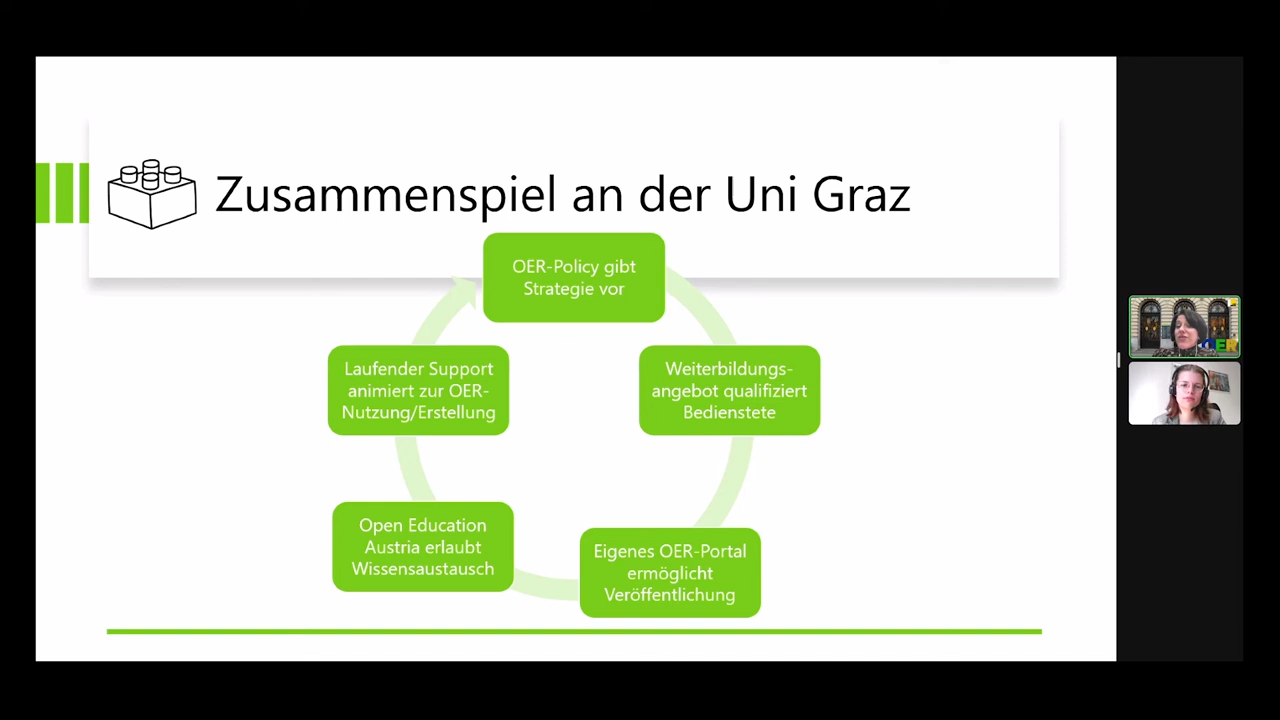 Zusammenspiel an der Uni Graz
OER-Policy gibt
Strategie vor
Weiterbildungs-
angebot qualifiziert
Bedienstete
Eigenes OER-Portal
ermöglicht
Veröffentlichung
Open Education
Austria erlaubt
Wissensaustausch
Laufender Support
animiert zur OER-
Nutzung/Erstellung